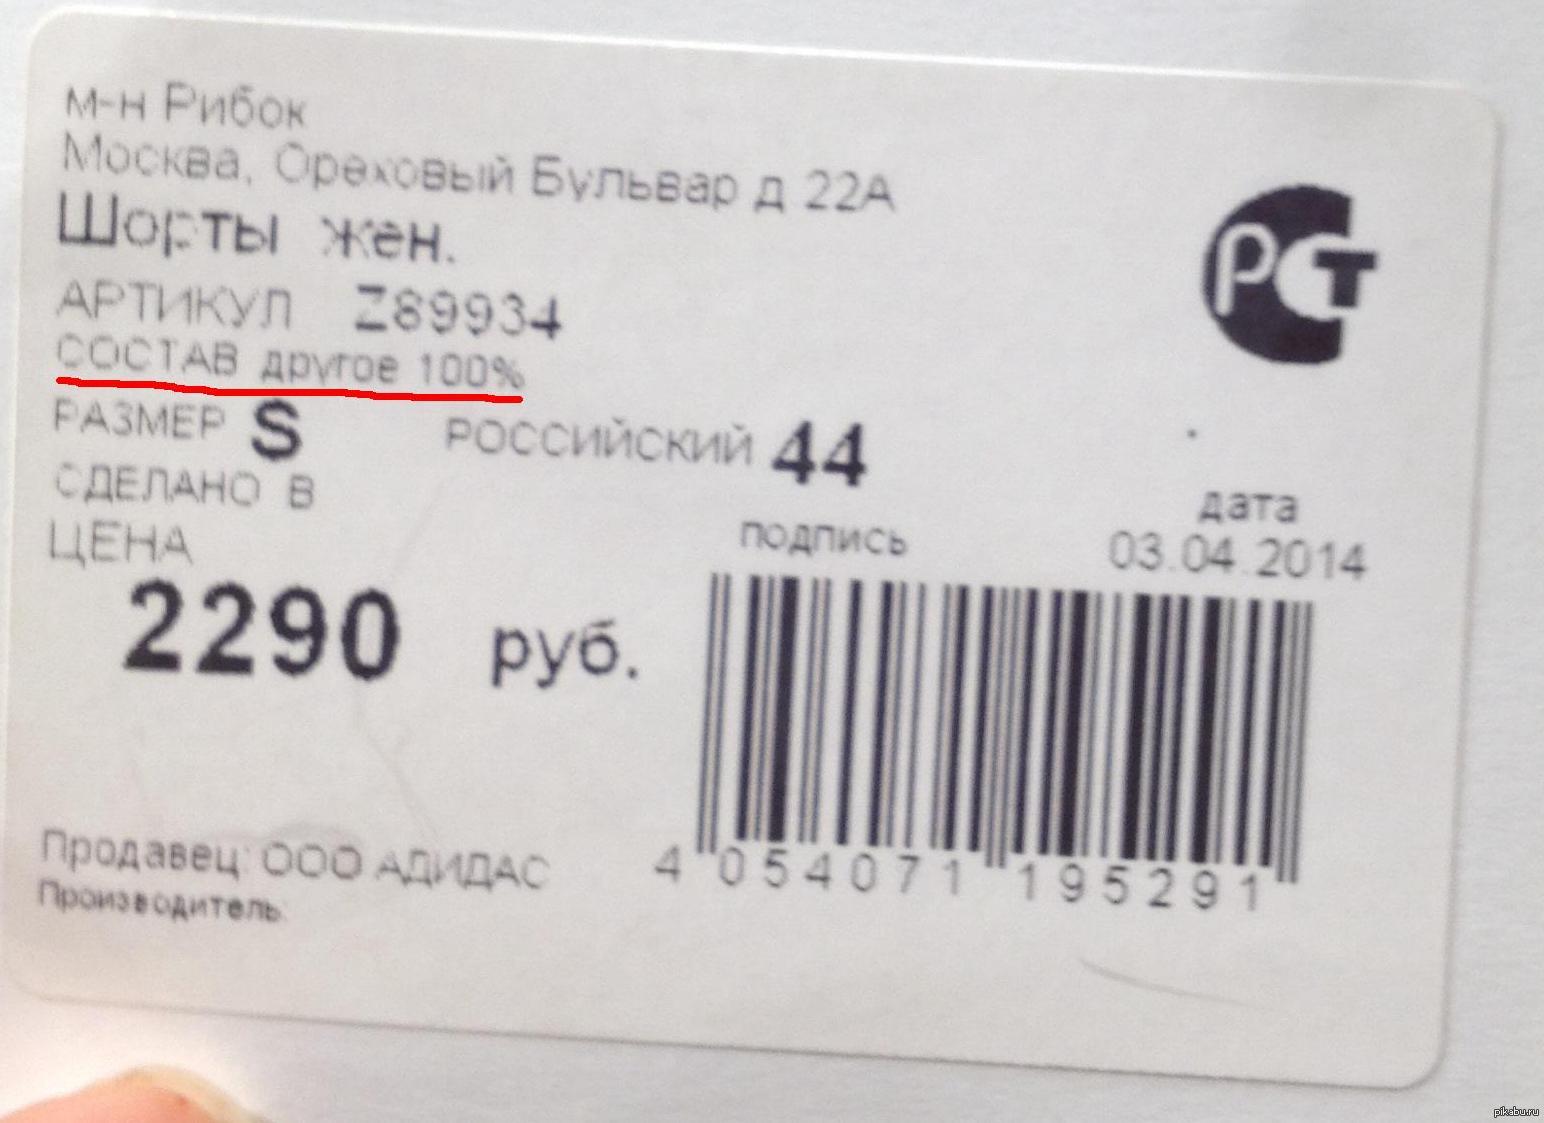 м-н Рибок
Москва, Ореховый Бульвар д 22А
Шорты жен.
АРТИКУЛ Z89934
СОСТАВ другое 100%
РАЗМЕР S РОССИЙСКИЙ 44
СДЕЛАНО В
ЦЕНА
2290 руб.
РСТ
дата
03.04.2014
подпись
4 054071 195291
Продавец: ООО АДИДАС
Производитель:
pikabu.ru